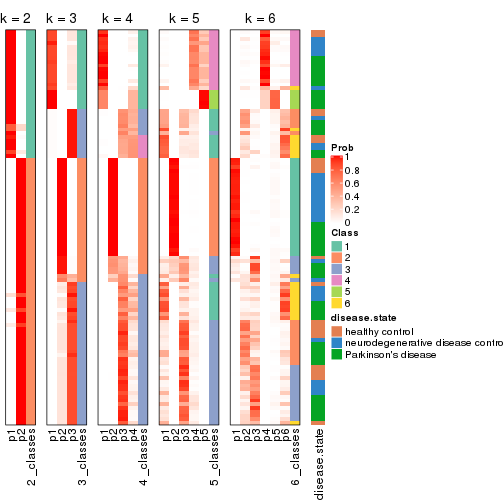 k = 2 k = 3 k = 4 k = 5 k = 6
Prob
1
0.8
0.6
0.4
0.2
0
Class
1
2
3
4
5
6
disease.state
healthy control
neurodegenerative disease contro
Parkinson's disease
p1 p2 2_classes p1 p2 p3 3_classes p1 p2 p3 p4 4_classes p1 p2 p3 p4 p5 5_classes p1 p2 p3 p4 p5 p6 6_classes disease.state